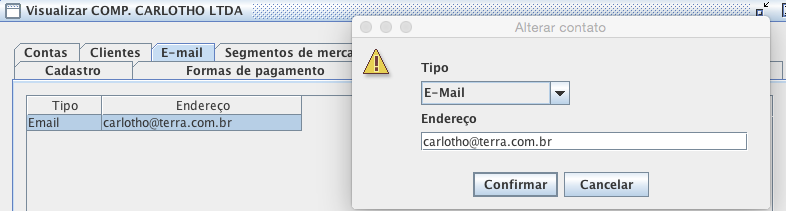 Visualizar COMP. CARLOTHO LTDA
Contas Clientes E-mail Segmentos de merca
Cadastro Formas de pagamento
Tipo Endereço
Email carlotho@terra.com.br
Alterar contato
Tipo
E-Mail
Endereço
carlotho@terra.com.br
Confirmar Cancelar